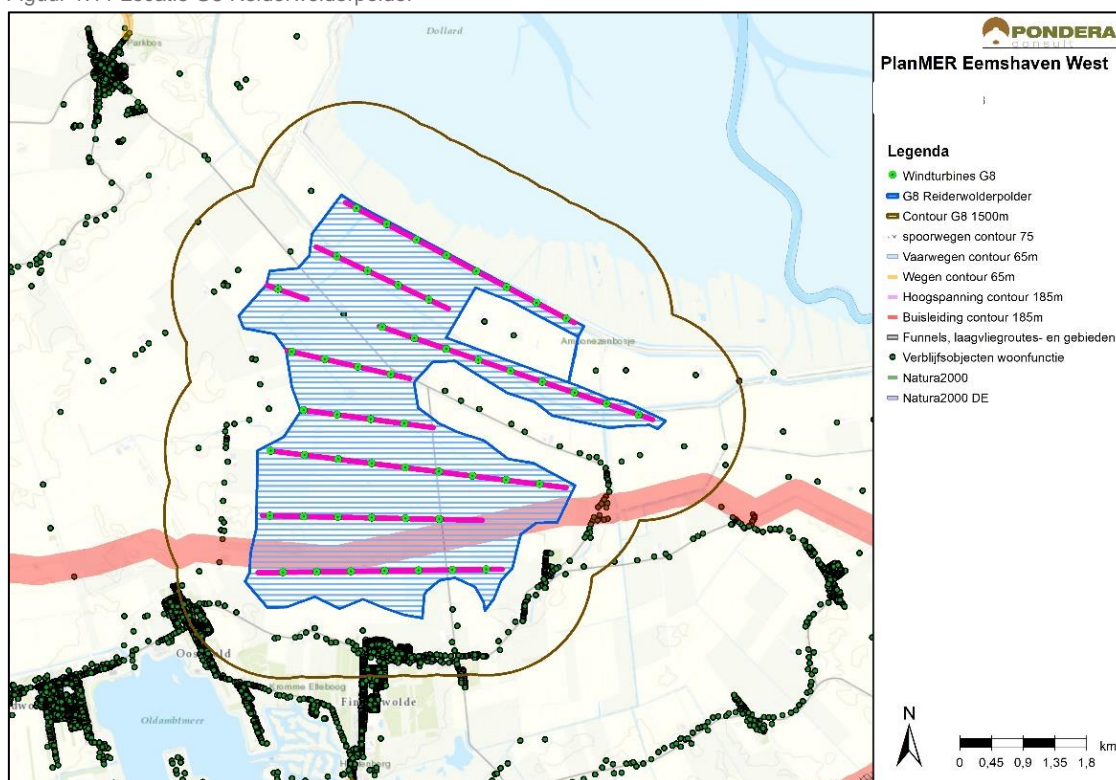 Parkbos
Dollard
Ambonezenbosje
Kromme Elleboog
Oldambtmeer
PONDERA
consult
PlanMER Eemshaven West
Legenda
Windturbines G8
G8 Reiderwolderpolder
Contour G8 1500m
spoorwegen contour 75
Vaarwegen contour 65m
Wegen contour 65m
Hoogspanning contour 185m
Buisleiding contour 185m
Funnels, laagvliegroutes- en gebieden
Verblijfsobjecten woonfunctie
Natura2000
Natura2000 DE
N
km
0 0,45 0,9 1,35 1,8